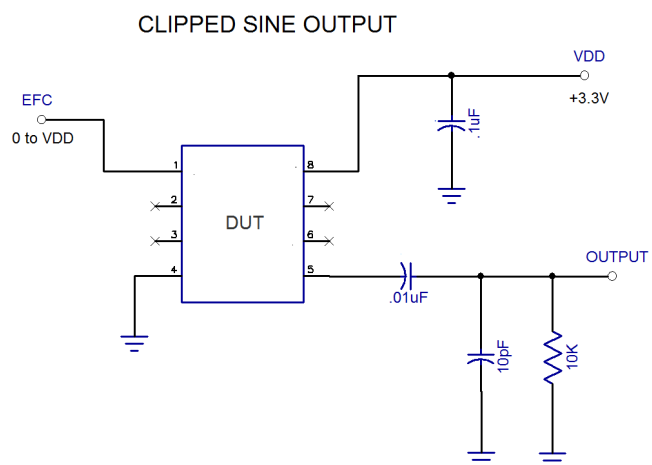 CLIPPED SINE OUTPUT
VDD
+3.3V
EFC
0 to VDD
.1uF
1
8
2
7
DUT
3
6
4
5
OUTPUT
.01uF
10pF
10K